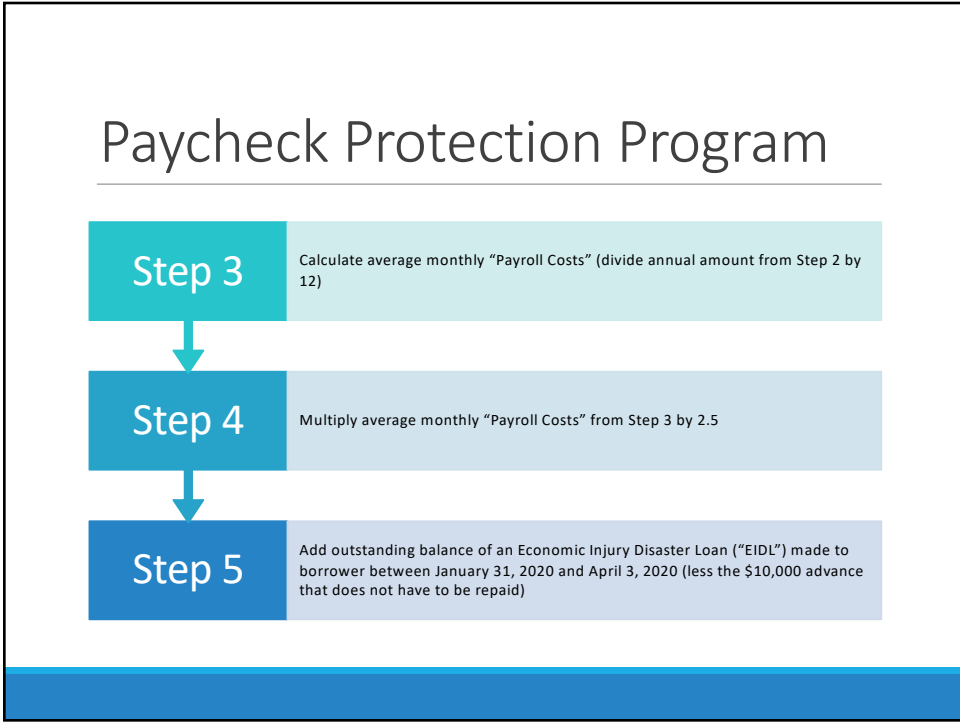 Paycheck Protection Program
Step 3
Calculate average monthly “Payroll Costs” (divide annual amount from Step 2 by
12)
Step 4
Multiply average monthly “Payroll Costs” from Step 3 by 2.5
Step 5
Add outstanding balance of an Economic Injury Disaster Loan (“EIDL”) made to
borrower between January 31, 2020 and April 3, 2020 (less the $10,000 advance
that does not have to be repaid)